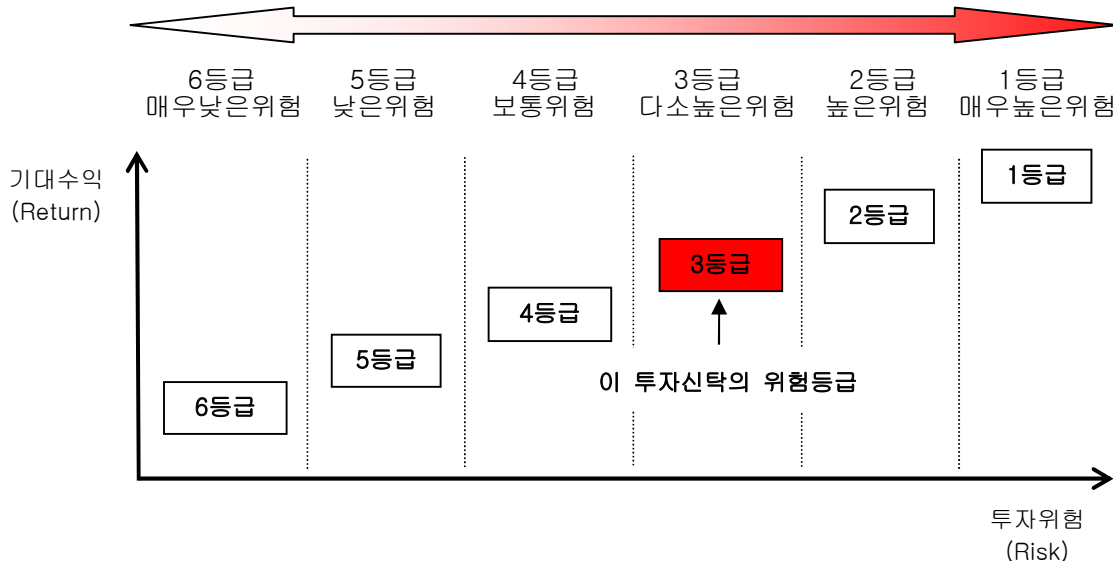 6등급 5등급 4등급 3등급 2등급 1등급
매우낮은위험 낮은위험 보통위험 다소높은위험 높은위험 매우높은위험
기대수익
(Return)
1등급
2등급
3등급
4등급
5등급
이 투자신탁의 위험등급
6등급
투자위험
(Risk)